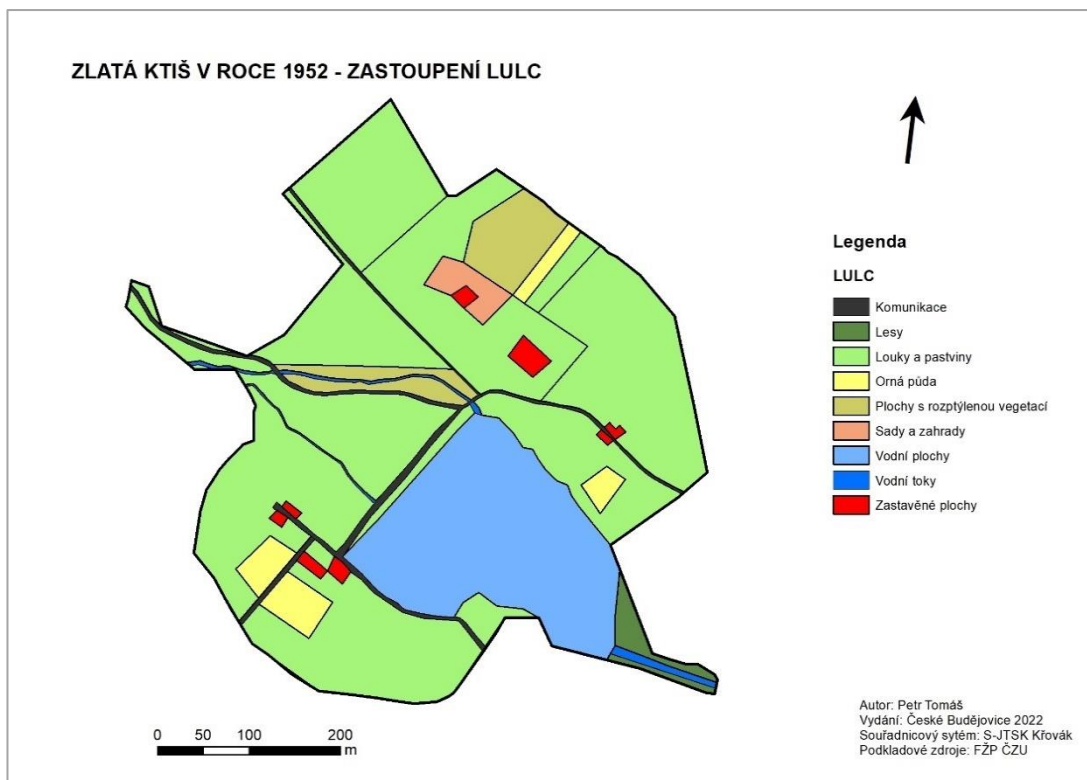 ZLATÁ KTIŠ V ROCE 1952 - ZASTOUPENÍ LULC
Legenda
LULC
Komunikace
Lesy
Louky a pastviny
Orná půda
Plochy s rozptýlenou vegetací
Sady a zahrady
Vodní plochy
Vodní toky
Zastavěné plochy
0 50 100 200
m
Autor: Petr Tomáš
Vydání: České Budějovice 2022
Souřadnicový sytém: S-JTSK Křovák
Podkladové zdroje: FŽP ČZU